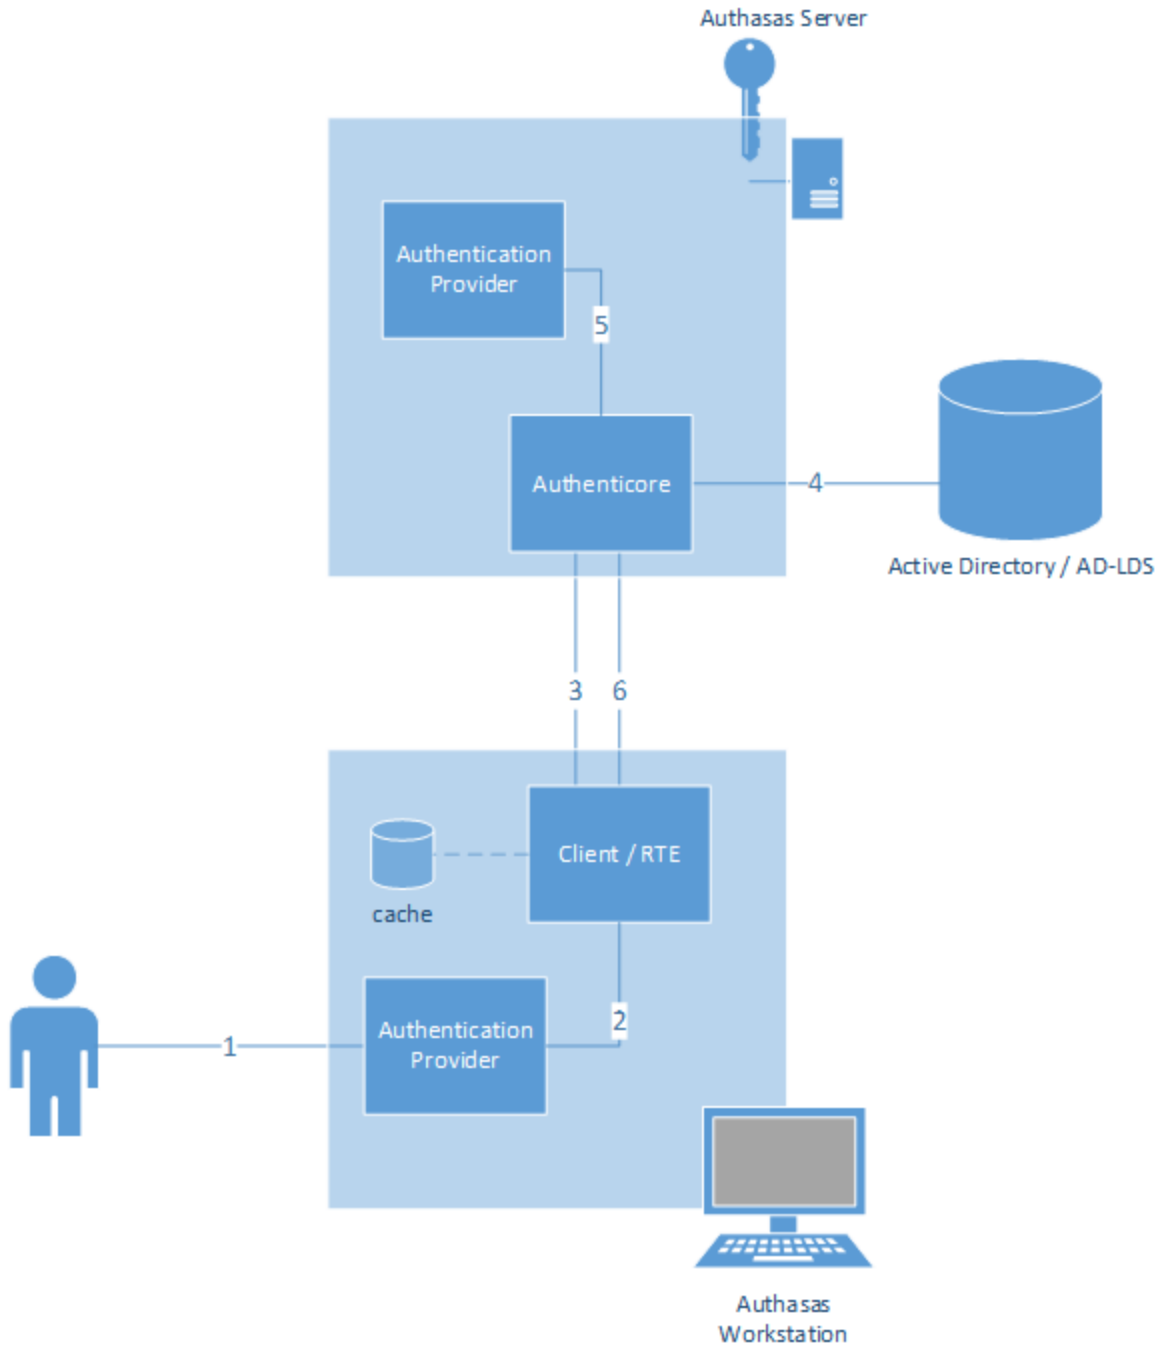 Authasas Server
Authentication
Provider
5
Authenticore
4
Active Directory / AD-LDS
3
6
Client / RTE
cache
2
Authentication
Provider
1
Authasas
Workstation